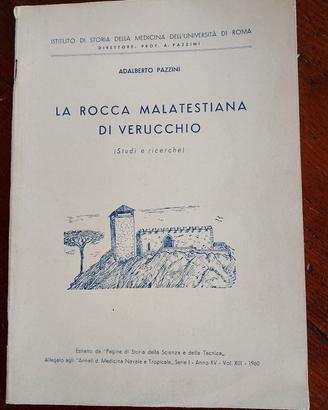 ISTITUTO DI STORIA DELLA MEDICINA DELL'UNIVERSITÀ DI ROMA
DIRETTORE: PROF. A. PAZZINI
ADALBERTO PAZZINI
LA ROCCA MALATESTIANA
DI VERUCCHIO
(Studi e ricerche)
Estratto da "Pagine di Storia della Scienza e della Tecnica„
Allegato agli "Annali d. Medicina Navale e Tropicale„ Serie I - Anno XV - Vol. XIII - 1960